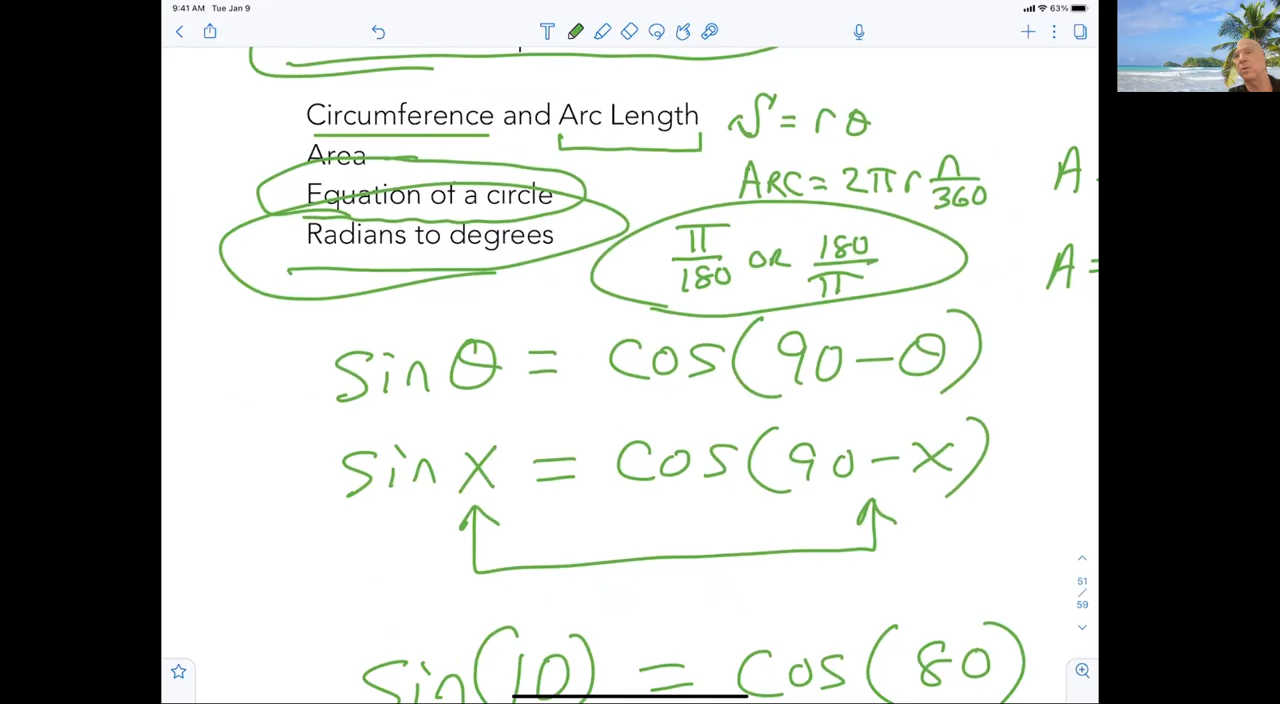 9:41 AM Tue Jan 9
63%
Circumference and Arc Length
S = r θ
Area
ARC = 2πr n/360
A
Equation of a circle
Radians to degrees
π/180 OR 180/π
A =
sin θ = cos(90 - θ)
sin x = cos(90 - x)
51
/
59
sin(10) = cos(80)